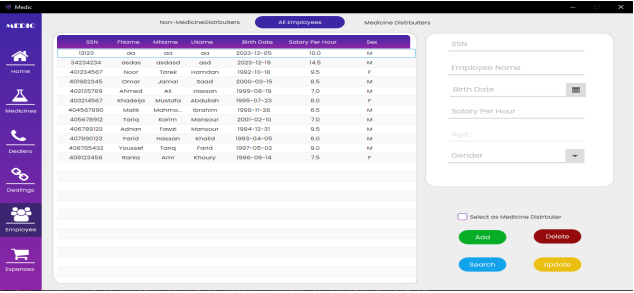 Medic
MEDIC
Home
Medicines
Dealers
Dealings
Employee
Expenses
Non-MedicineDistrbuiters All Employees Medicine Distrbuiters
SSN FName MName LName Birth Date Salary Per Hour Sex
13123 aa aa aa 2023-12-05 10.0 M
34234234 asdas asdasd asd 2023-12-19 14.5 M
401234567 Noor Tarek Hamdan 1992-10-18 9.5 F
401982345 Omar Jamal Saad 2000-03-15 8.5 M
402135789 Ahmed Ali Hassan 1999-08-19 7.0 M
403214567 Khadeija Mustafa Abdullah 1995-07-23 8.0 F
404567890 Malik Mahmo... Ibrahim 1998-11-28 6.5 M
405678912 Tariq Karim Mansour 2001-02-10 7.0 M
406789123 Adnan Fawzi Mansour 1994-12-31 9.5 M
407890123 Farid Hassan Khalid 1993-04-05 6.0 M
408765432 Youssef Tariq Farid 1997-05-02 9.0 M
409123456 Rania Amr Khoury 1996-09-14 7.5 F
SSN
Employee Name
Birth Date
Salary Per Hour
Age :
Gender
Select as Medicine Distrbuter
Add Delete
Search Update